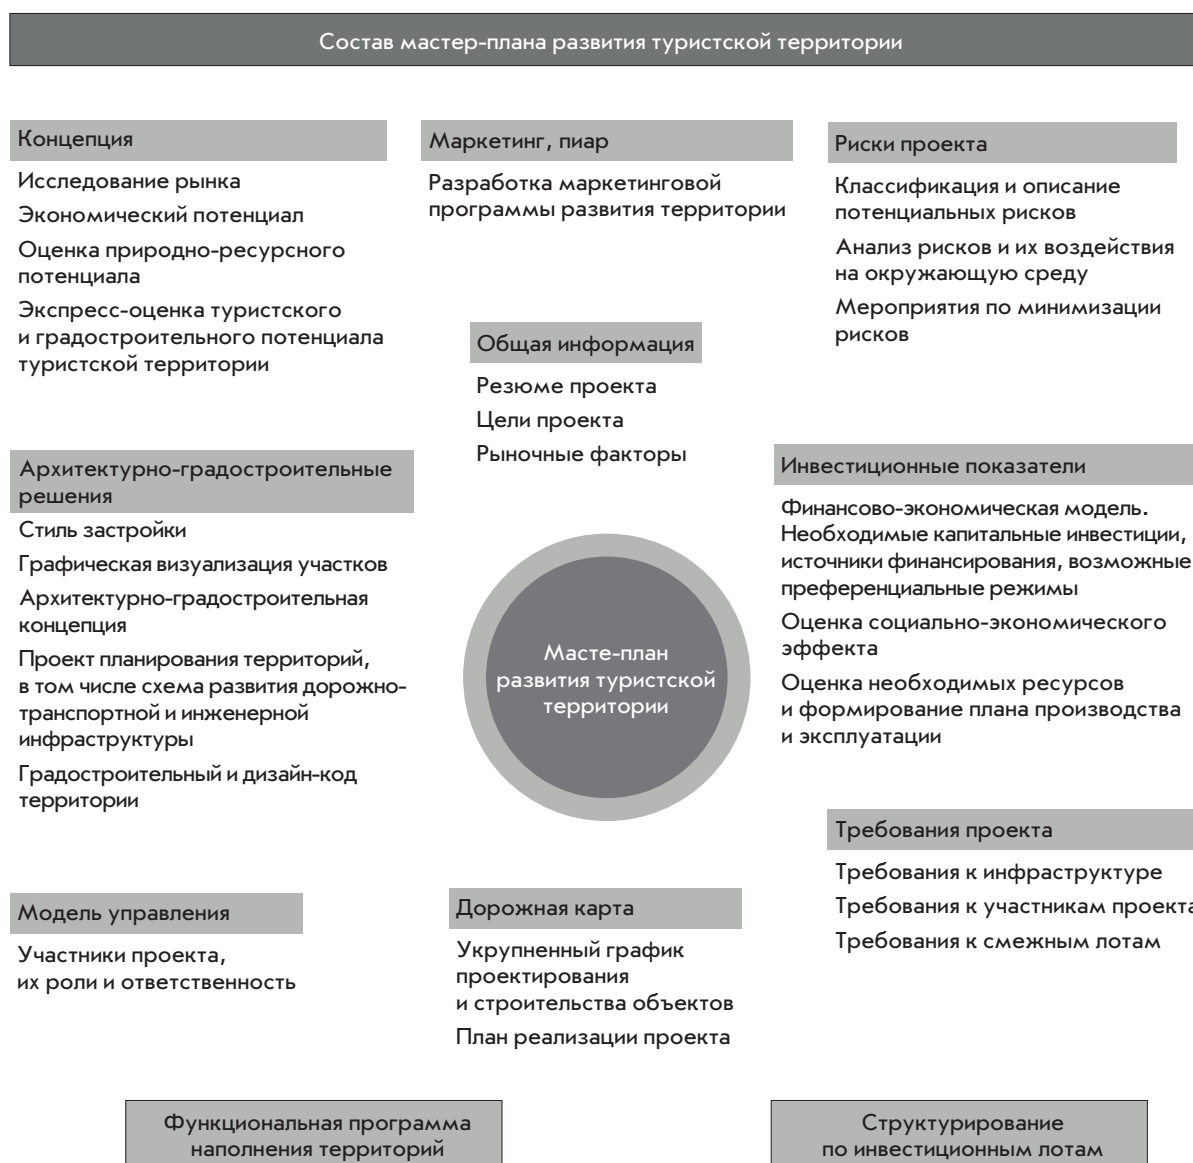 Состав мастер-плана развития туристской территории
Концепция
Исследование рынка
Экономический потенциал
Оценка природно-ресурсного
потенциала
Экспресс-оценка туристского
и градостроительного потенциала
туристской территории
Маркетинг, пиар
Разработка маркетинговой
программы развития территории
Риски проекта
Классификация и описание
потенциальных рисков
Анализ рисков и их воздействия
на окружающую среду
Мероприятия по минимизации
рисков
Общая информация
Резюме проекта
Цели проекта
Рыночные факторы
Архитектурно-градостроительные
решения
Стиль застройки
Графическая визуализация участков
Архитектурно-градостроительная
концепция
Проект планирования территорий,
в том числе схема развития дорожно-
транспортной и инженерной
инфраструктуры
Градостроительный и дизайн-код
территории
Масте-план
развития туристской
территории
Инвестиционные показатели
Финансово-экономическая модель.
Необходимые капитальные инвестиции,
источники финансирования, возможные
преференциальные режимы
Оценка социально-экономического
эффекта
Оценка необходимых ресурсов
и формирование плана производства
и эксплуатации
Требования проекта
Требования к инфраструктуре
Требования к участникам проекта
Требования к смежным лотам
Модель управления
Участники проекта,
их роли и ответственность
Дорожная карта
Укрупненный график
проектирования
и строительства объектов
План реализации проекта
Функциональная программа
наполнения территорий
Структурирование
по инвестиционным лотам